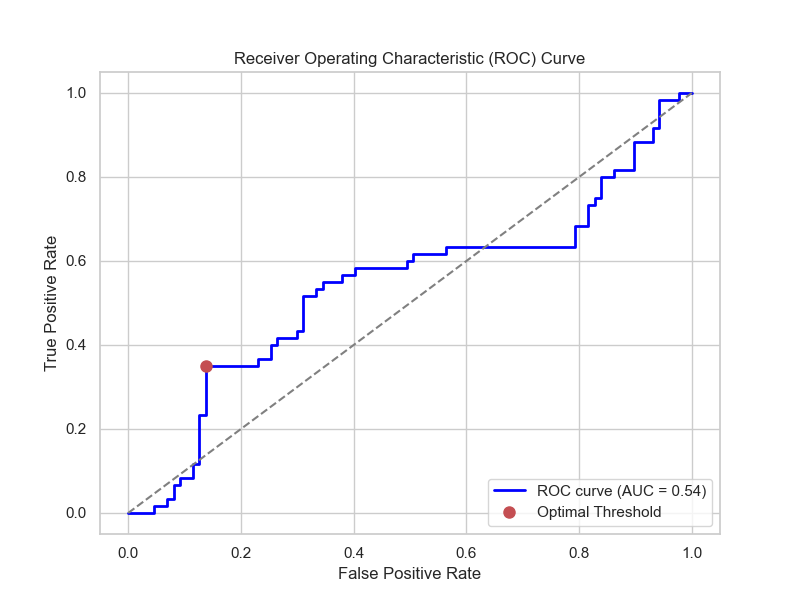 Receiver Operating Characteristic (ROC) Curve
1.0
0.8
0.6
0.4
0.2
0.0
True Positive Rate
0.0 0.2 0.4 0.6 0.8 1.0
False Positive Rate
ROC curve (AUC = 0.54)
Optimal Threshold